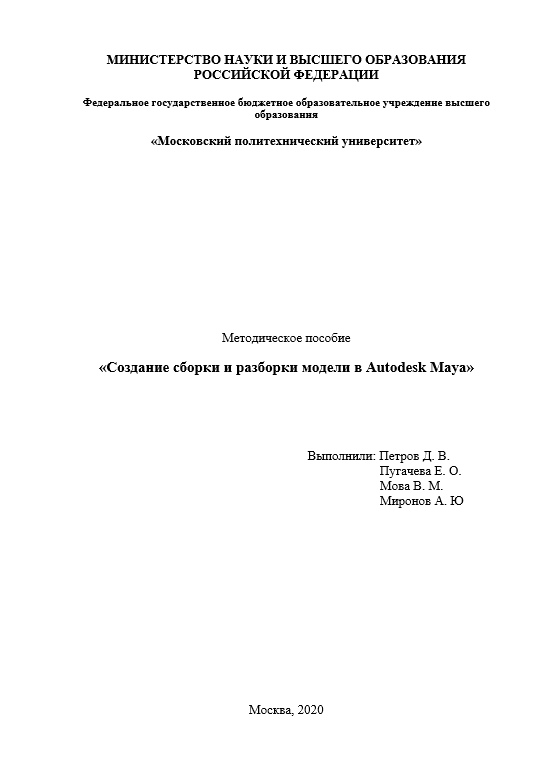 МИНИСТЕРСТВО НАУКИ И ВЫСШЕГО ОБРАЗОВАНИЯ
РОССИЙСКОЙ ФЕДЕРАЦИИ
Федеральное государственное бюджетное образовательное учреждение высшего
образования
«Московский политехнический университет»
Методическое пособие
«Создание сборки и разборки модели в Autodesk Maya»
Выполнили: Петров Д. В.
Пугачева Е. О.
Мова В. М.
Миронов А. Ю
Москва, 2020